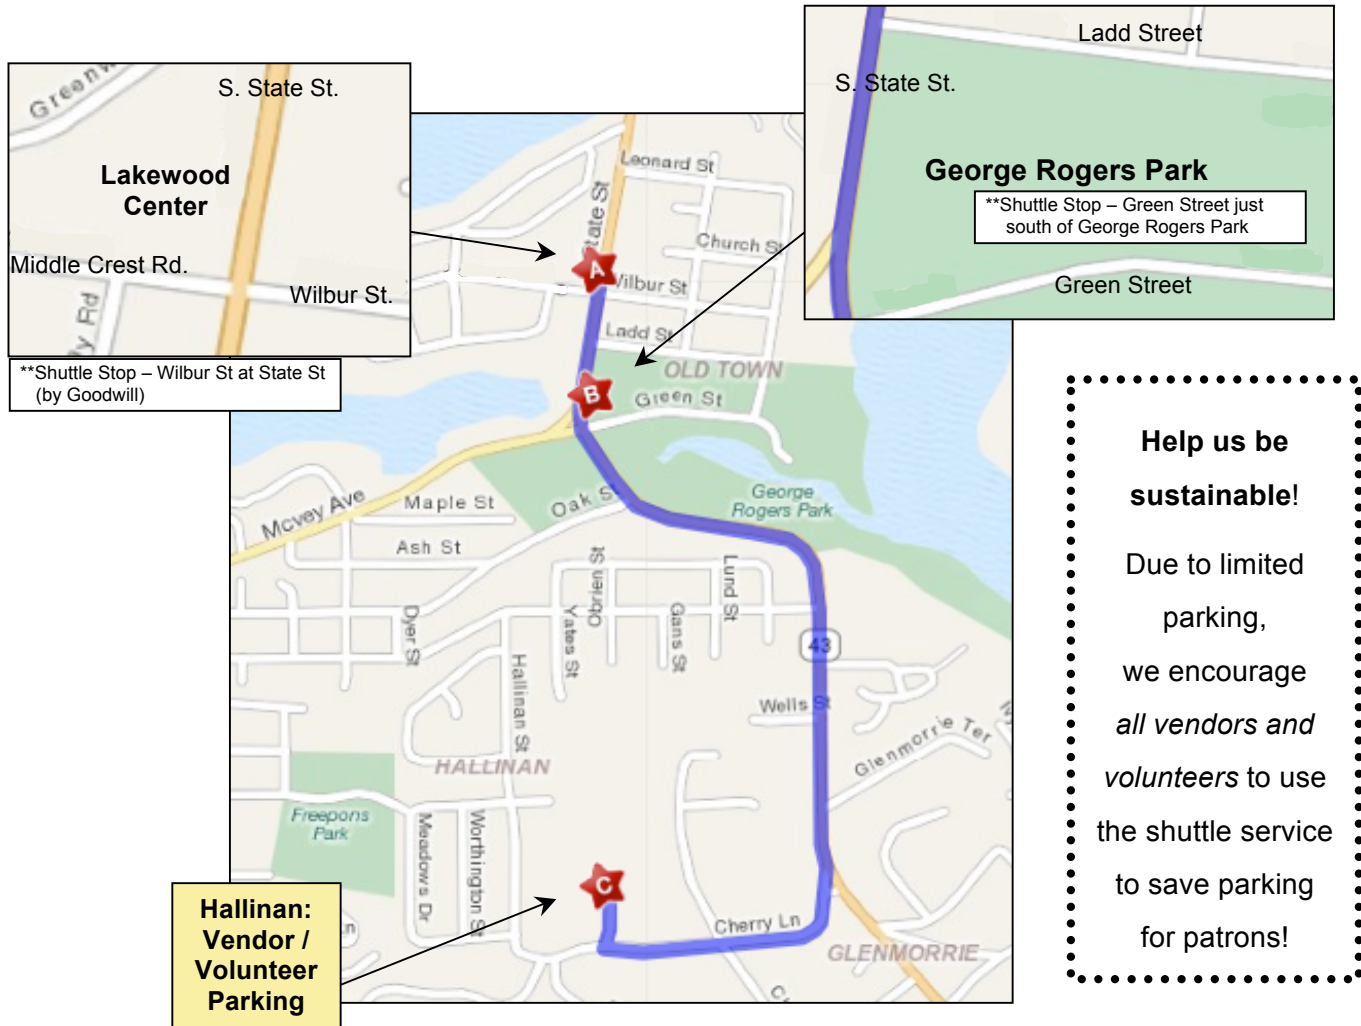 Greenw
S. State St.
Lakewood
Center
Middle Crest Rd.
Wilbur St.
ly Rd
**Shuttle Stop – Wilbur St at State St
(by Goodwill)
Ladd Street
S. State St.
George Rogers Park
**Shuttle Stop – Green Street just
south of George Rogers Park
Green Street
Leonard St
State St
Church St
A
Wilbur St
Ladd St
OLD TOWN
B
Green St
Mcvey Ave
Maple St
Oak St
George
Rogers Park
Ash St
Dyer St
Hallinan St
Yates St
Obrien St
Gans St
Lund St
43
Wells St
Glenmorrie Ter
HALLINAN
Freepons
Park
Meadows Dr
Worthington St
C
Cherry Ln
GLENMORRIE
Ln
Hallinan:
Vendor /
Volunteer
Parking
Help us be
sustainable!
Due to limited
parking,
we encourage
all vendors and
volunteers to use
the shuttle service
to save parking
for patrons!